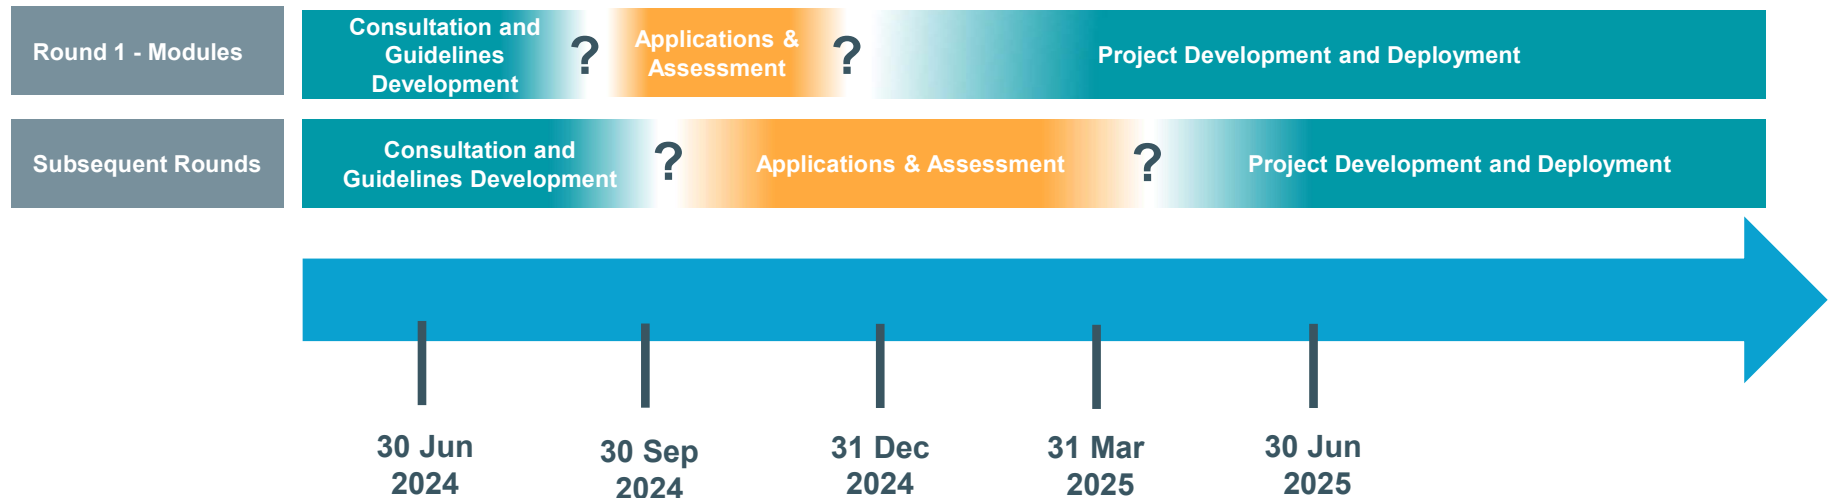 Round 1 - Modules
Consultation and
Guidelines
Development
?
Applications &
Assessment
?
Project Development and Deployment
Subsequent Rounds
Consultation and
Guidelines Development
?
Applications & Assessment
?
Project Development and Deployment
30 Jun
2024
30 Sep
2024
31 Dec
2024
31 Mar
2025
30 Jun
2025